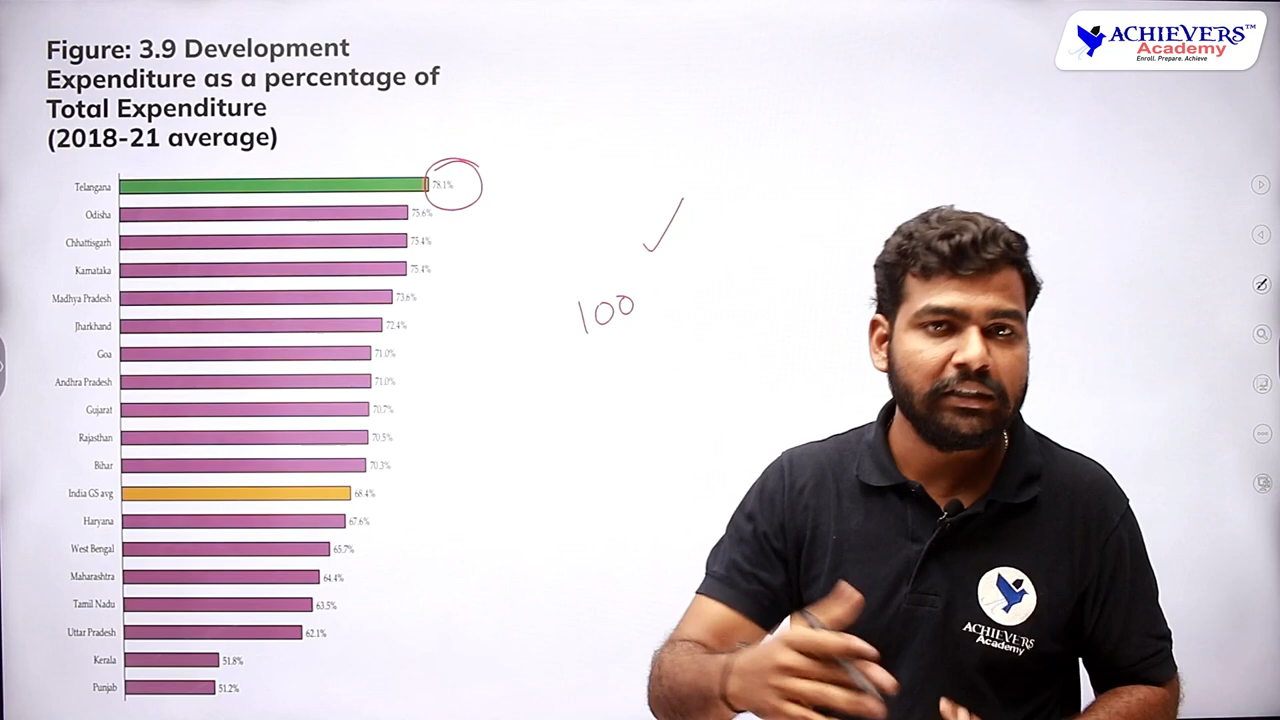 Figure: 3.9 Development
Expenditure as a percentage of
Total Expenditure
(2018-21 average)
ACHIEVERS™
Academy
Enroll. Prepare. Achieve
Telangana 78.1%
Odisha 75.6%
Chhattisgarh 75.4%
Karnataka 75.4%
Madhya Pradesh 73.6%
Jharkhand 72.4%
Goa 71.0%
Andhra Pradesh 71.0%
Gujarat 70.7%
Rajasthan 70.5%
Bihar 70.3%
India GS avg 68.4%
Haryana 67.6%
West Bengal 65.7%
Maharashtra 64.4%
Tamil Nadu 63.5%
Uttar Pradesh 62.1%
Kerala 51.8%
Punjab 51.2%
100
ACHIEVERS
Academy